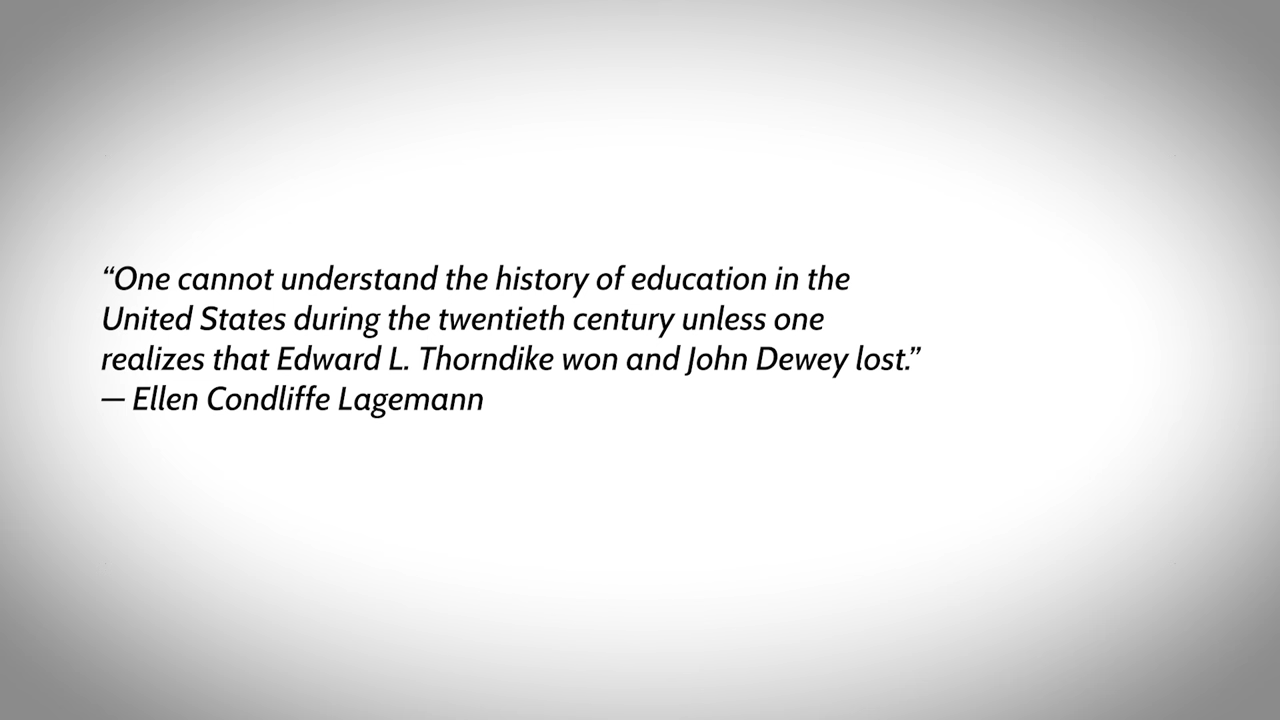 “One cannot understand the history of education in the
United States during the twentieth century unless one
realizes that Edward L. Thorndike won and John Dewey lost.”
— Ellen Condliffe Lagemann